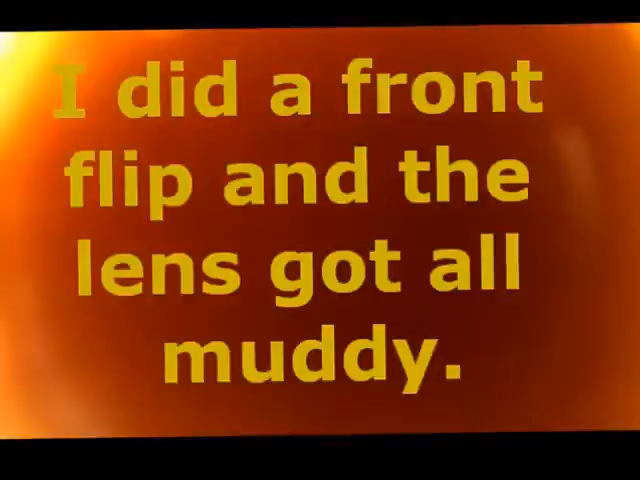 I did a front
flip and the
lens got all
muddy.